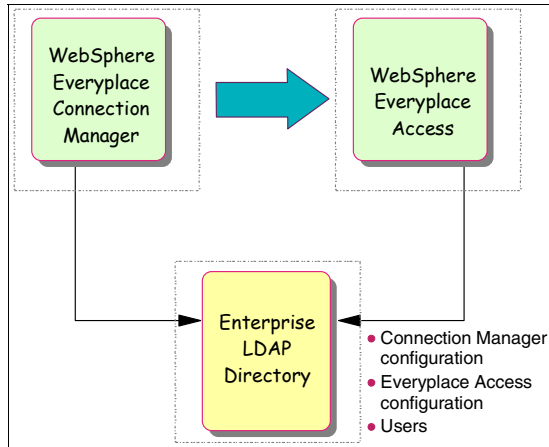 WebSphere
Everyplace
Connection
Manager
WebSphere
Everyplace
Access
Enterprise
LDAP
Directory
• Connection Manager
configuration
• Everyplace Access
configuration
• Users